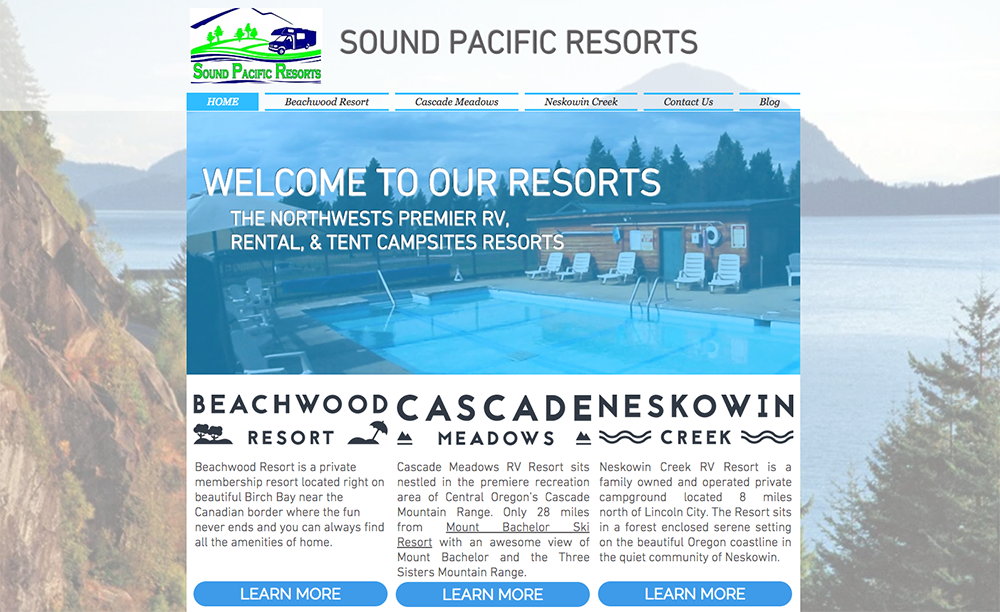 SOUND PACIFIC RESORTS
SOUND PACIFIC RESORTS
HOME
Beachwood Resort
Cascade Meadows
Neskowin Creek
Contact Us
Blog
WELCOME TO OUR RESORTS
THE NORTHWESTS PREMIER RV,
RENTAL, & TENT CAMPSITES RESORTS
BEACHWOOD
RESORT
Beachwood Resort is a private
membership resort located right on
beautiful Birch Bay near the
Canadian border where the fun
never ends and you can always find
all the amenities of home.
LEARN MORE
CASCADE
MEADOWS
Cascade Meadows RV Resort sits
nestled in the premiere recreation
area of Central Oregon's Cascade
Mountain Range. Only 28 miles
from Mount Bachelor Ski
Resort with an awesome view of
Mount Bachelor and the Three
Sisters Mountain Range.
LEARN MORE
NESKOWIN
CREEK
Neskowin Creek RV Resort is a
family owned and operated private
campground located 8 miles
north of Lincoln City. The Resort sits
in a forest enclosed serene setting
on the beautiful Oregon coastline in
the quiet community of Neskowin.
LEARN MORE